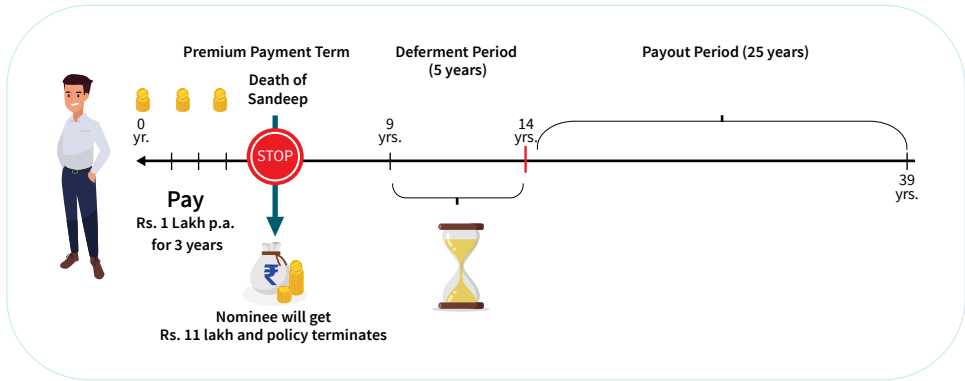 Premium Payment Term
Deferment Period
(5 years)
Payout Period (25 years)
Death of
Sandeep
0
yr.
STOP
9
yrs.
14
yrs.
39
yrs.
Pay
Rs. 1 Lakh p.a.
for 3 years
₹
Nominee will get
Rs. 11 lakh and policy terminates